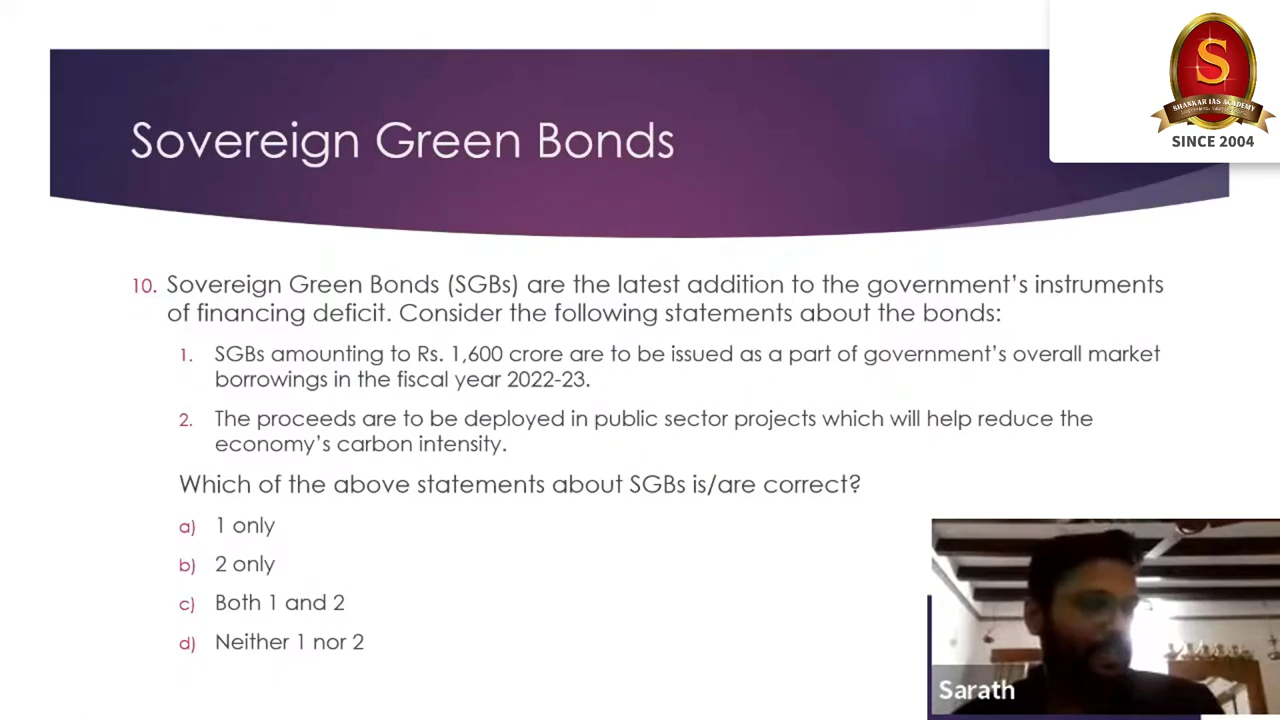 S
SHANKAR IAS ACADEMY
SINCE 2004
Sovereign Green Bonds
10. Sovereign Green Bonds (SGBs) are the latest addition to the government's instruments
of financing deficit. Consider the following statements about the bonds:
1. SGBs amounting to Rs. 1,600 crore are to be issued as a part of government's overall market
borrowings in the fiscal year 2022-23.
2. The proceeds are to be deployed in public sector projects which will help reduce the
economy's carbon intensity.
Which of the above statements about SGBs is/are correct?
a) 1 only
b) 2 only
c) Both 1 and 2
d) Neither 1 nor 2
Sarath